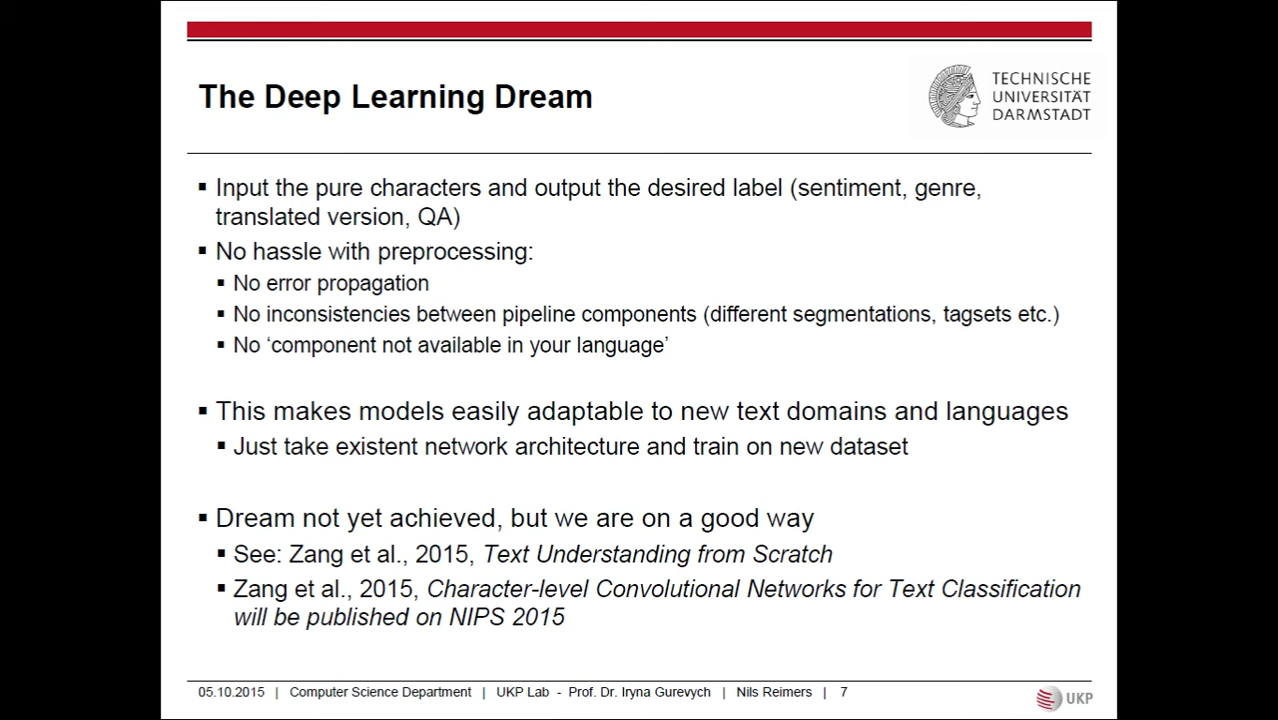 The Deep Learning Dream
TECHNISCHE
UNIVERSITÄT
DARMSTADT
▪ Input the pure characters and output the desired label (sentiment, genre,
translated version, QA)
▪ No hassle with preprocessing:
▪ No error propagation
▪ No inconsistencies between pipeline components (different segmentations, tagsets etc.)
▪ No ‘component not available in your language’
▪ This makes models easily adaptable to new text domains and languages
▪ Just take existent network architecture and train on new dataset
▪ Dream not yet achieved, but we are on a good way
▪ See: Zang et al., 2015, Text Understanding from Scratch
▪ Zang et al., 2015, Character-level Convolutional Networks for Text Classification
will be published on NIPS 2015
05.10.2015 | Computer Science Department | UKP Lab - Prof. Dr. Iryna Gurevych | Nils Reimers | 7
UKP